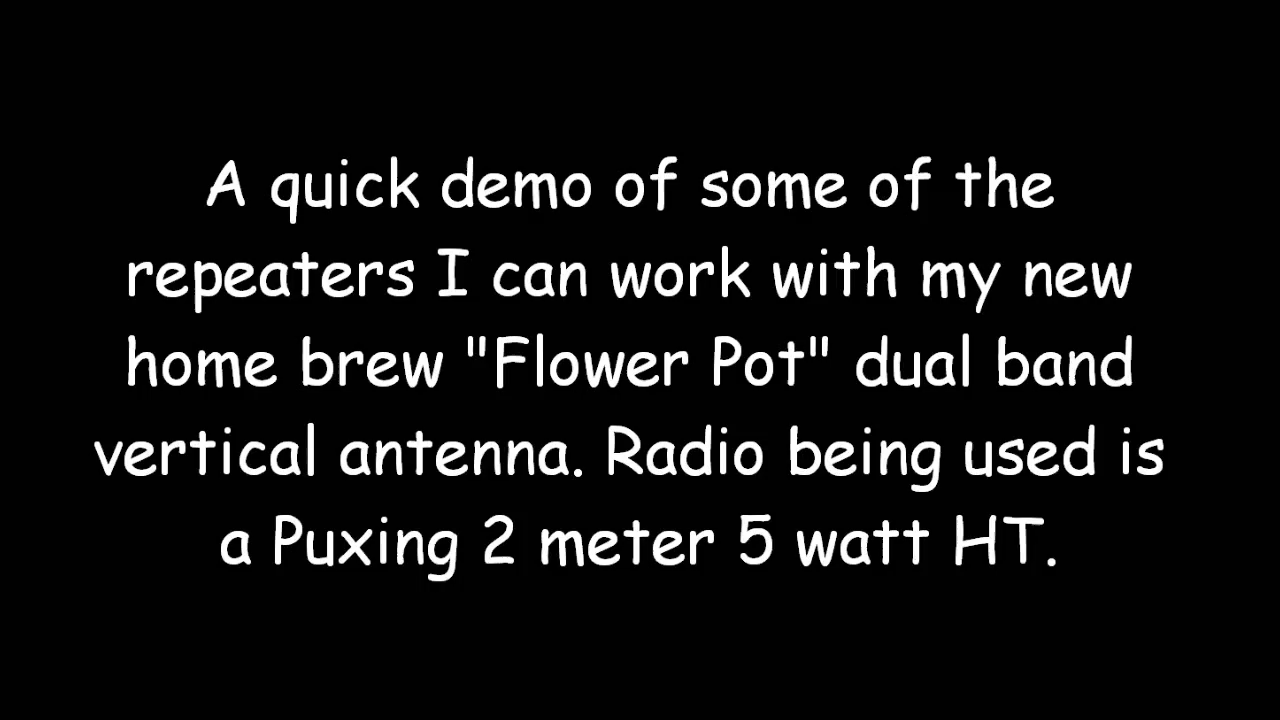 A quick demo of some of the
repeaters I can work with my new
home brew "Flower Pot" dual band
vertical antenna. Radio being used is
a Puxing 2 meter 5 watt HT.